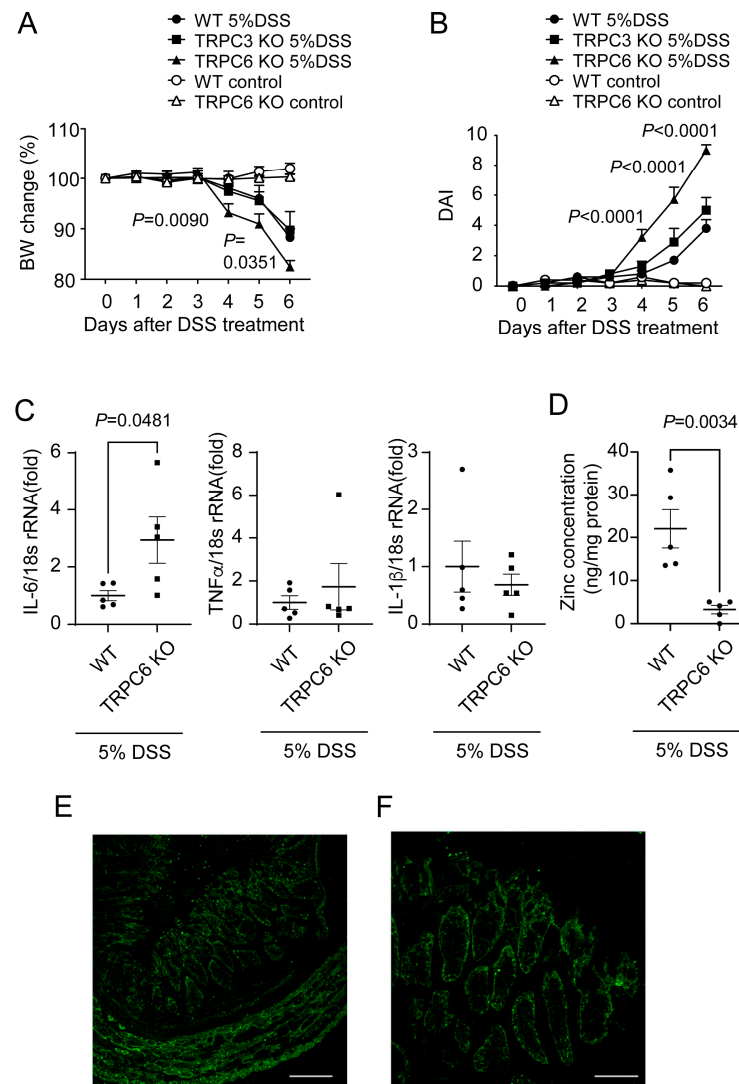 A
WT 5%DSS
TRPC3 KO 5%DSS
TRPC6 KO 5%DSS
WT control
TRPC6 KO control
BW change (%)
110
100
90
80
P=0.0090
P=
0.0351
0 1 2 3 4 5 6
Days after DSS treatment
B
WT 5%DSS
TRPC3 KO 5%DSS
TRPC6 KO 5%DSS
WT control
TRPC6 KO control
DAI
10
8
6
4
2
0
P<0.0001
P<0.0001
P<0.0001
0 1 2 3 4 5 6
Days after DSS treatment
C
P=0.0481
IL-6/18s rRNA(fold)
6
4
2
0
WT
TRPC6 KO
5% DSS
TNFα/18s rRNA(fold)
8
6
4
2
0
WT
TRPC6 KO
5% DSS
IL-1β/18s rRNA(fold)
3
2
1
0
WT
TRPC6 KO
5% DSS
D
P=0.0034
Zinc concentration
(ng/mg protein)
40
30
20
10
0
WT
TRPC6 KO
5% DSS
E
F